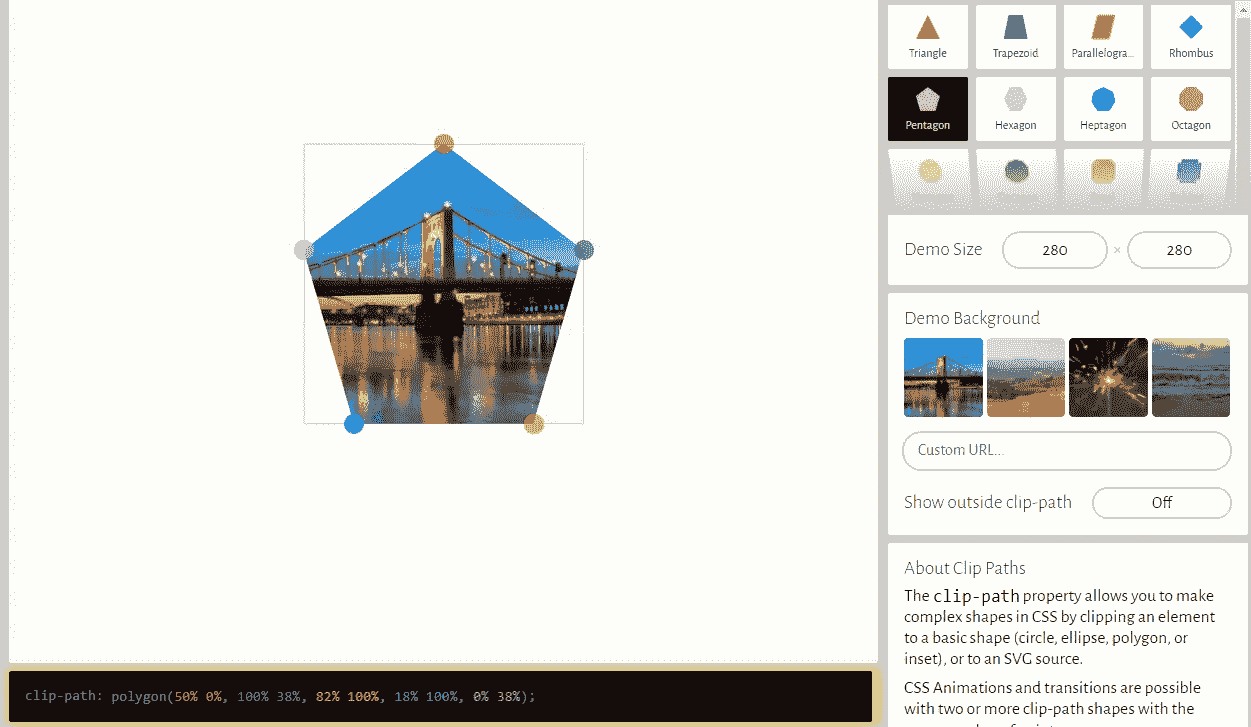 Triangle
Trapezoid
Parallelogra...
Rhombus
Pentagon
Hexagon
Heptagon
Octagon
Demo Size
280
×
280
Demo Background
Custom URL...
Show outside clip-path
Off
About Clip Paths
The clip-path property allows you to make
complex shapes in CSS by clipping an element
to a basic shape (circle, ellipse, polygon, or
inset), or to an SVG source.
CSS Animations and transitions are possible
with two or more clip-path shapes with the
clip-path: polygon(50% 0%, 100% 38%, 82% 100%, 18% 100%, 0% 38%);